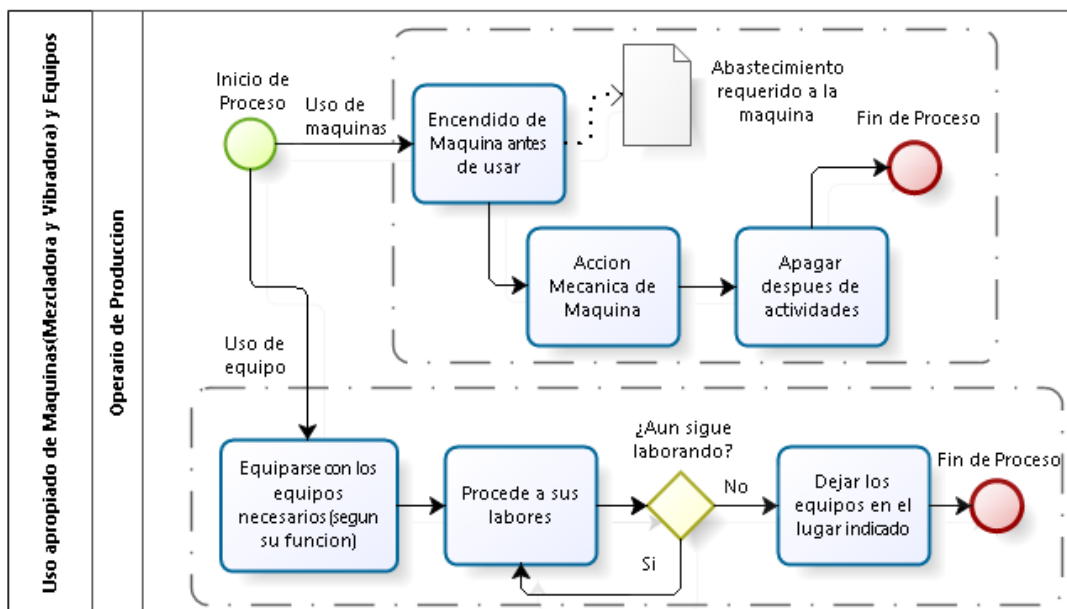 Uso apropiado de Maquinas(Mezcladora y Vibradora) y Equipos
Operario de Produccion
Inicio de
Proceso
Uso de
maquinas
Encendido de
Maquina antes
de usar
Abastecimiento
requerido a la
maquina
Fin de Proceso
Accion
Mecanica de
Maquina
Apagar
despues de
actividades
Uso de
equipo
Equiparse con los
equipos
necesarios(segun
su funcion)
Procede a sus
labores
¿Aun sigue
laborando?
No
Si
Dejar los
equipos en el
lugar indicado
Fin de Proceso